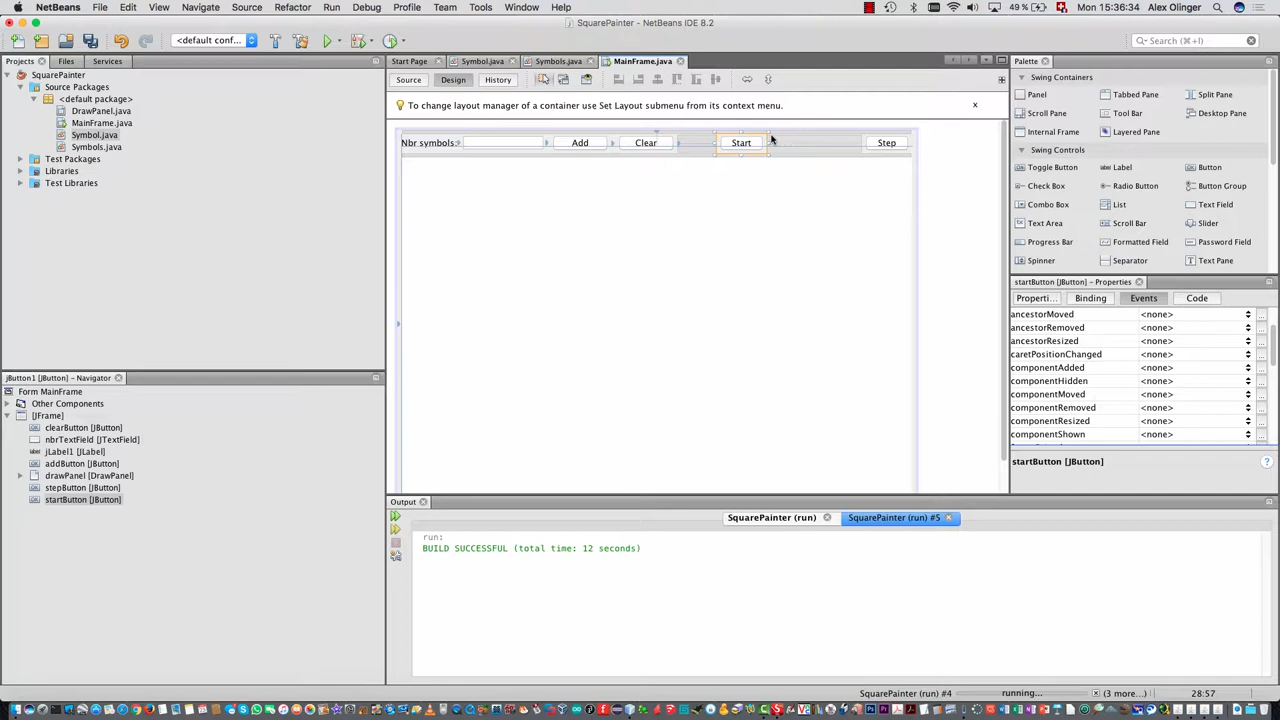 NetBeans File Edit View Navigate Source Refactor Run Debug Profile Team Tools Window Help 49 % Mon 15:36:34 Alex Olinger
SquarePainter - NetBeans IDE 8.2
<default conf... Search (⌘I)
Projects Files Services
Start Page Symbol.java Symbols.java MainFrame.java
Palette
SquarePainter
Source Packages
<default package>
DrawPanel.java
MainFrame.java
Symbol.java
Symbols.java
Test Packages
Libraries
Test Libraries
Source Design History
To change layout manager of a container use Set Layout submenu from its context menu. x
Nbr symbols: Add Clear Start Step
Swing Containers
Panel Tabbed Pane Split Pane
Scroll Pane Tool Bar Desktop Pane
Internal Frame Layered Pane
Swing Controls
Toggle Button Label Button
Check Box Radio Button Button Group
Combo Box List Text Field
Text Area Scroll Bar Slider
Progress Bar Formatted Field Password Field
Spinner Separator Text Pane
startButton [JButton] - Properties
Properti... Binding Events Code
ancestorMoved <none> ...
ancestorRemoved <none> ...
ancestorResized <none> ...
caretPositionChanged <none> ...
componentAdded <none> ...
componentHidden <none> ...
componentMoved <none> ...
componentRemoved <none> ...
componentResized <none> ...
componentShown <none> ...
startButton [JButton] ?
jButton1 [JButton] - Navigator
Form MainFrame
Other Components
[JFrame]
clearButton [JButton]
nbrTextField [JTextField]
jLabel1 [JLabel]
addButton [JButton]
drawPanel [DrawPanel]
stepButton [JButton]
startButton [JButton]
Output
SquarePainter (run) SquarePainter (run) #5
run:
BUILD SUCCESSFUL (total time: 12 seconds)
SquarePainter (run) #4 running... (3 more...) 28:57